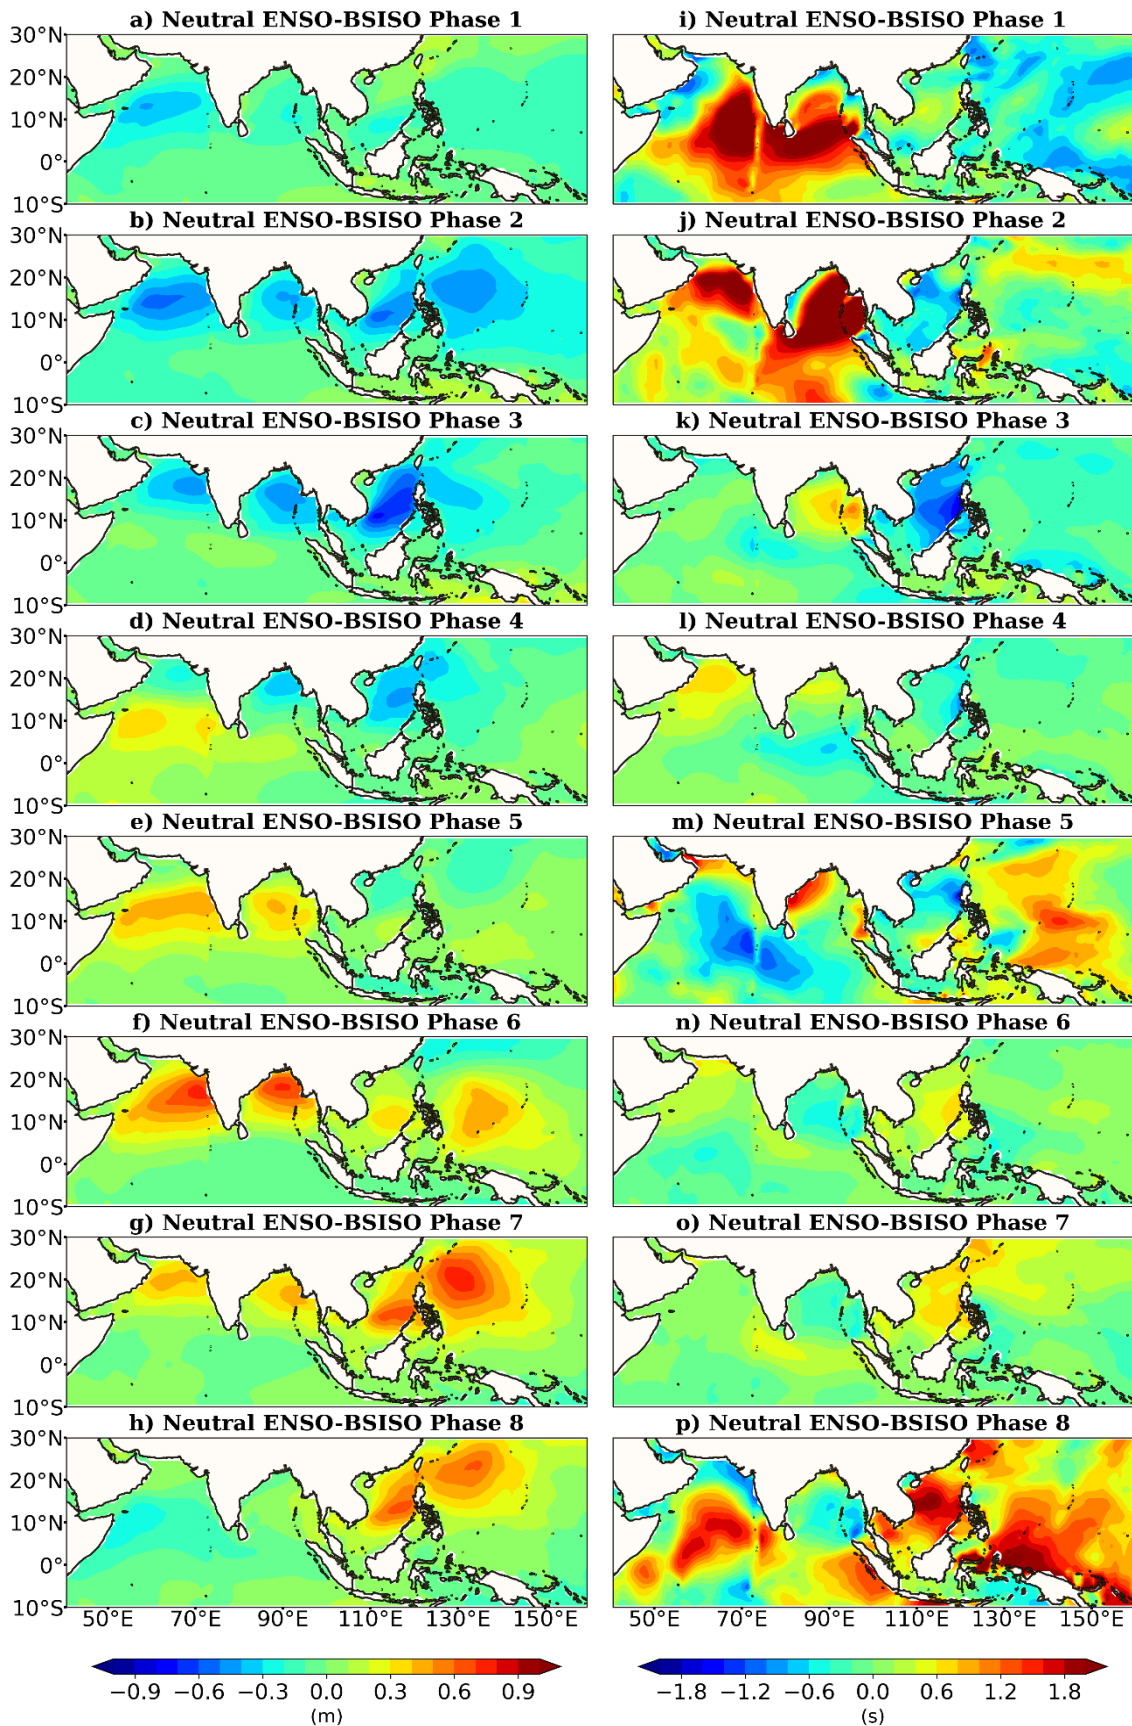 a) Neutral ENSO-BSISO Phase 1
i) Neutral ENSO-BSISO Phase 1
30°N
20°N
10°N
0°
10°S
b) Neutral ENSO-BSISO Phase 2
j) Neutral ENSO-BSISO Phase 2
30°N
20°N
10°N
0°
10°S
c) Neutral ENSO-BSISO Phase 3
k) Neutral ENSO-BSISO Phase 3
30°N
20°N
10°N
0°
10°S
d) Neutral ENSO-BSISO Phase 4
l) Neutral ENSO-BSISO Phase 4
30°N
20°N
10°N
0°
10°S
e) Neutral ENSO-BSISO Phase 5
m) Neutral ENSO-BSISO Phase 5
30°N
20°N
10°N
0°
10°S
f) Neutral ENSO-BSISO Phase 6
n) Neutral ENSO-BSISO Phase 6
30°N
20°N
10°N
0°
10°S
g) Neutral ENSO-BSISO Phase 7
o) Neutral ENSO-BSISO Phase 7
30°N
20°N
10°N
0°
10°S
h) Neutral ENSO-BSISO Phase 8
p) Neutral ENSO-BSISO Phase 8
30°N
20°N
10°N
0°
10°S
50°E 70°E 90°E 110°E 130°E 150°E
50°E 70°E 90°E 110°E 130°E 150°E
−0.9 −0.6 −0.3 0.0 0.3 0.6 0.9
(m)
−1.8 −1.2 −0.6 0.0 0.6 1.2 1.8
(s)